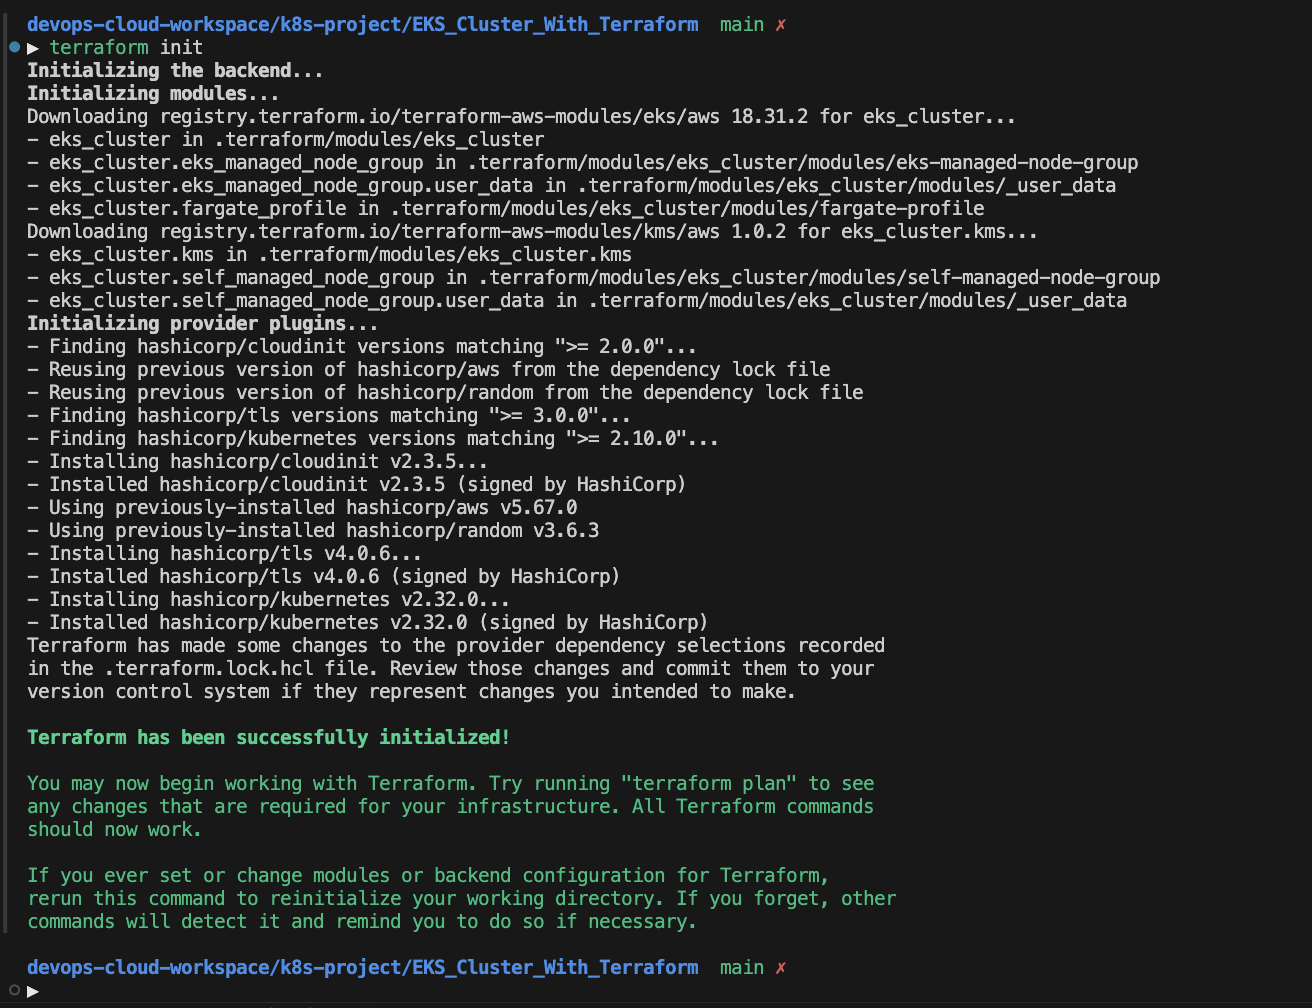 devops-cloud-workspace/k8s-project/EKS_Cluster_With_Terraform main ✗
▶ terraform init
Initializing the backend...
Initializing modules...
Downloading registry.terraform.io/terraform-aws-modules/eks/aws 18.31.2 for eks_cluster...
- eks_cluster in .terraform/modules/eks_cluster
- eks_cluster.eks_managed_node_group in .terraform/modules/eks_cluster/modules/eks-managed-node-group
- eks_cluster.eks_managed_node_group.user_data in .terraform/modules/eks_cluster/modules/_user_data
- eks_cluster.fargate_profile in .terraform/modules/eks_cluster/modules/fargate-profile
Downloading registry.terraform.io/terraform-aws-modules/kms/aws 1.0.2 for eks_cluster.kms...
- eks_cluster.kms in .terraform/modules/eks_cluster.kms
- eks_cluster.self_managed_node_group in .terraform/modules/eks_cluster/modules/self-managed-node-group
- eks_cluster.self_managed_node_group.user_data in .terraform/modules/eks_cluster/modules/_user_data
Initializing provider plugins...
- Finding hashicorp/cloudinit versions matching ">= 2.0.0"...
- Reusing previous version of hashicorp/aws from the dependency lock file
- Reusing previous version of hashicorp/random from the dependency lock file
- Finding hashicorp/tls versions matching ">= 3.0.0"...
- Finding hashicorp/kubernetes versions matching ">= 2.10.0"...
- Installing hashicorp/cloudinit v2.3.5...
- Installed hashicorp/cloudinit v2.3.5 (signed by HashiCorp)
- Using previously-installed hashicorp/aws v5.67.0
- Using previously-installed hashicorp/random v3.6.3
- Installing hashicorp/tls v4.0.6...
- Installed hashicorp/tls v4.0.6 (signed by HashiCorp)
- Installing hashicorp/kubernetes v2.32.0...
- Installed hashicorp/kubernetes v2.32.0 (signed by HashiCorp)
Terraform has made some changes to the provider dependency selections recorded
in the .terraform.lock.hcl file. Review those changes and commit them to your
version control system if they represent changes you intended to make.
Terraform has been successfully initialized!
You may now begin working with Terraform. Try running "terraform plan" to see
any changes that are required for your infrastructure. All Terraform commands
should now work.
If you ever set or change modules or backend configuration for Terraform,
rerun this command to reinitialize your working directory. If you forget, other
commands will detect it and remind you to do so if necessary.
devops-cloud-workspace/k8s-project/EKS_Cluster_With_Terraform main ✗
▶